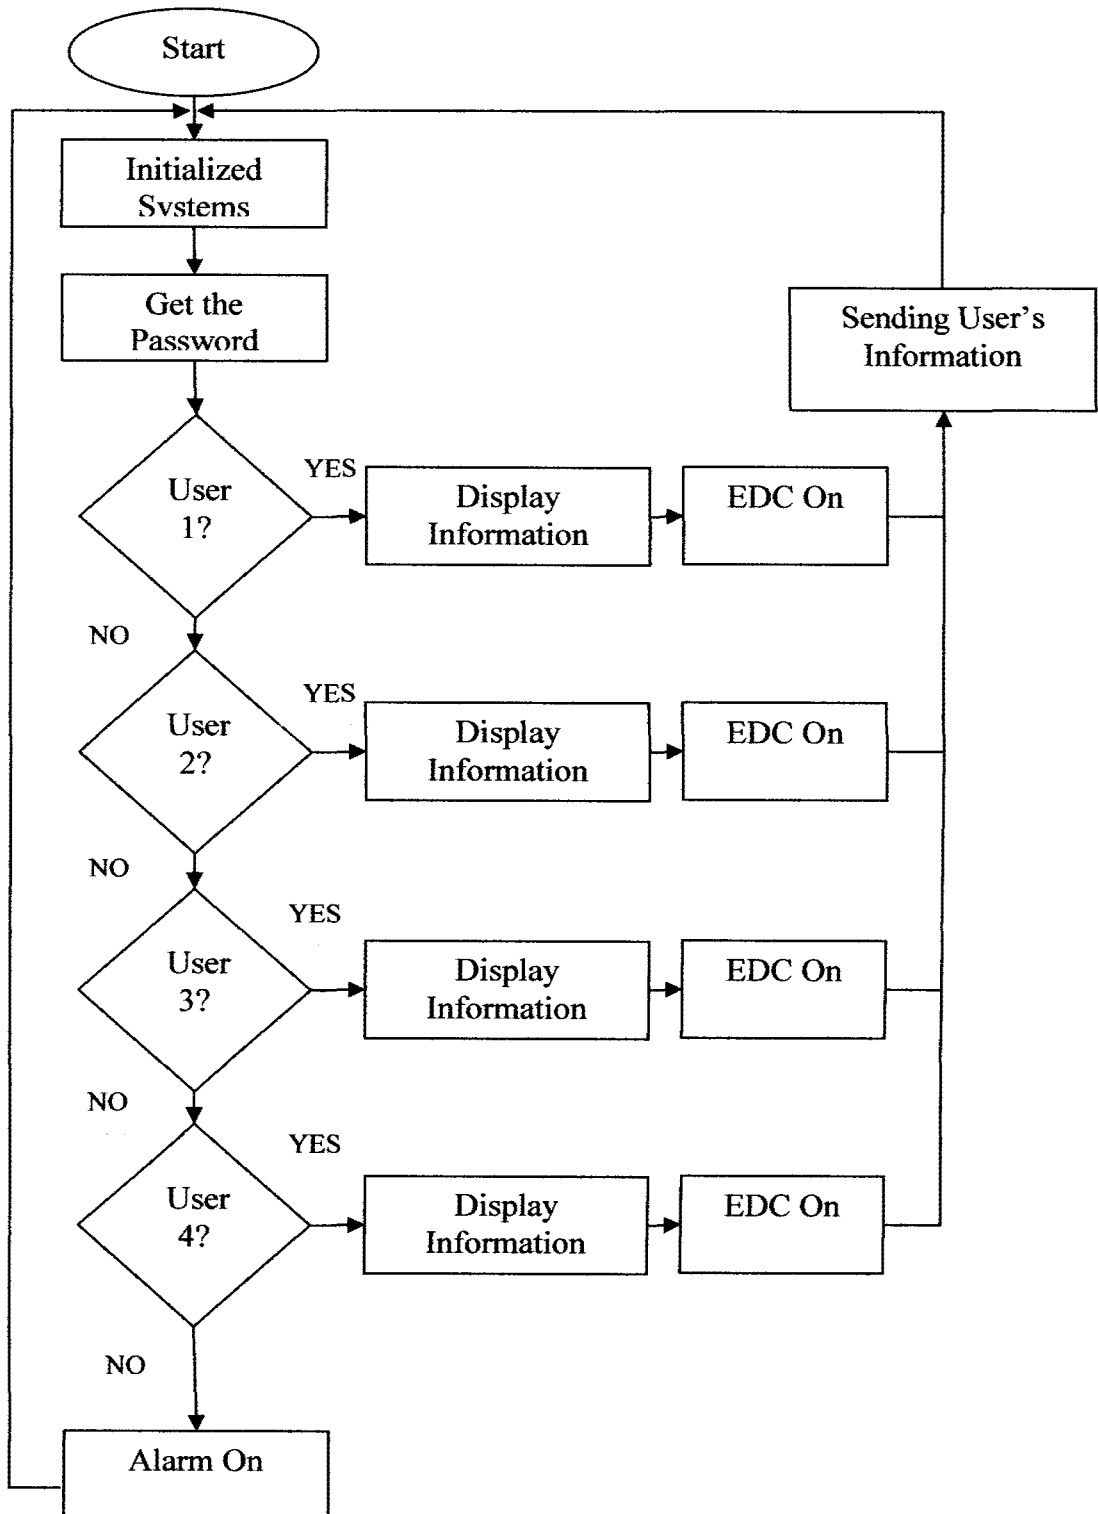 Start
Initialized
Systems
Get the
Password
Sending User's
Information
YES
User
1?
Display
Information
EDC On
NO
YES
User
2?
Display
Information
EDC On
NO
YES
User
3?
Display
Information
EDC On
NO
YES
User
4?
Display
Information
EDC On
NO
Alarm On